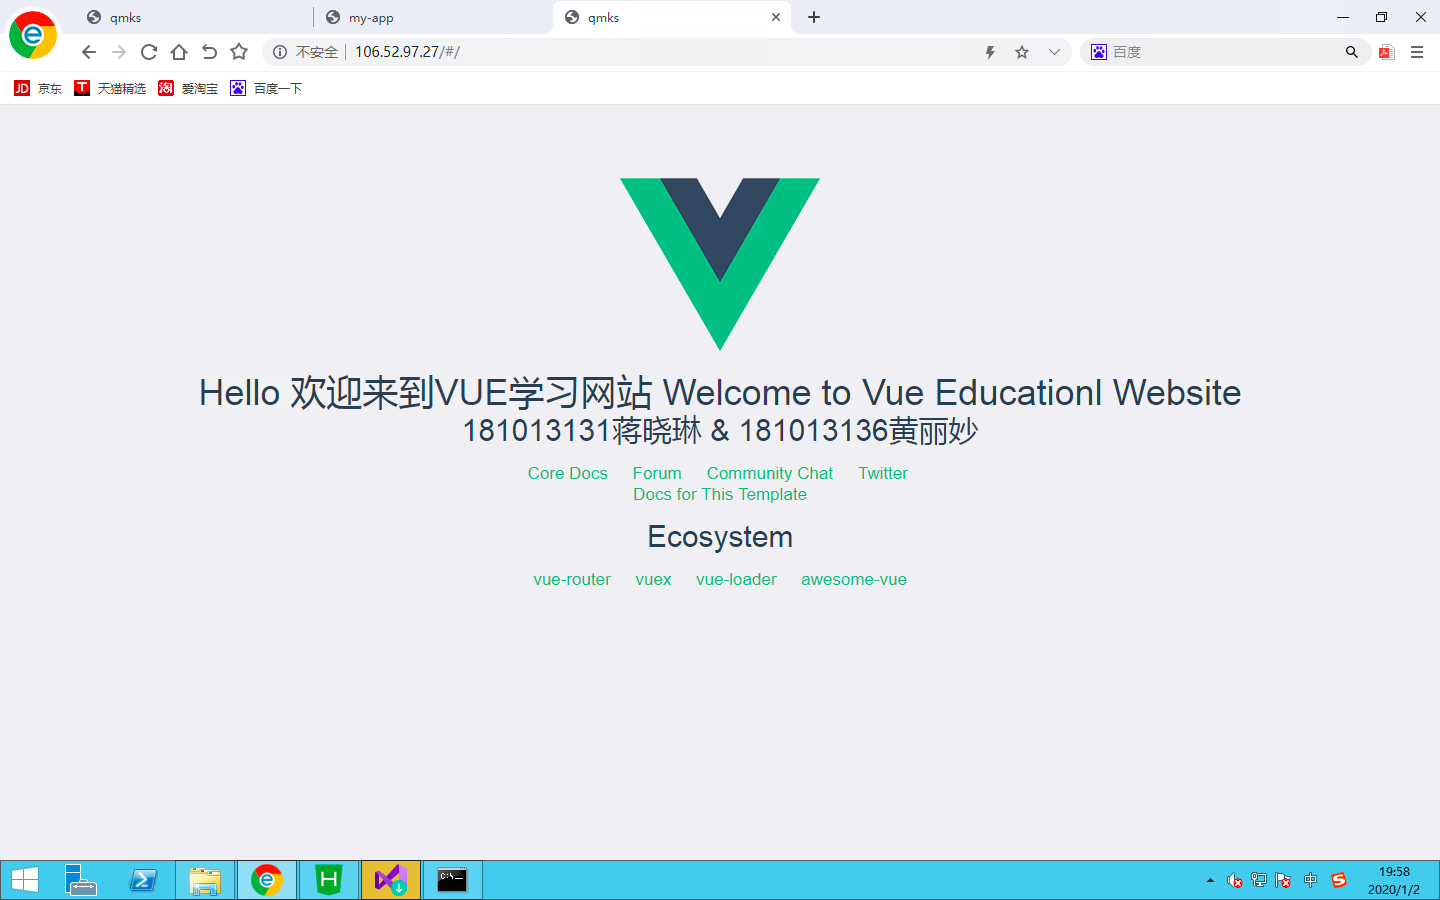 qmks
my-app
qmks
不安全
106.52.97.27/#/
百度
JD 京东
T 天猫精选
淘 爱淘宝
百度一下
Hello 欢迎来到VUE学习网站 Welcome to Vue Educationl Website
181013131蒋晓琳 & 181013136黄丽妙
Core Docs Forum Community Chat Twitter
Docs for This Template
Ecosystem
vue-router vuex vue-loader awesome-vue
H
C:\_
中
S
19:58
2020/1/2